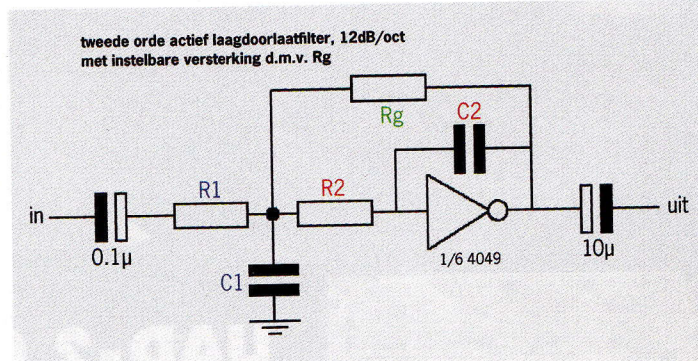 tweede orde actief laagdoorlaatfilter, 12dB/oct
met instelbare versterking d.m.v. Rg
Rg
C2
R1
R2
in
uit
0.1µ
1/6 4049
10µ
C1